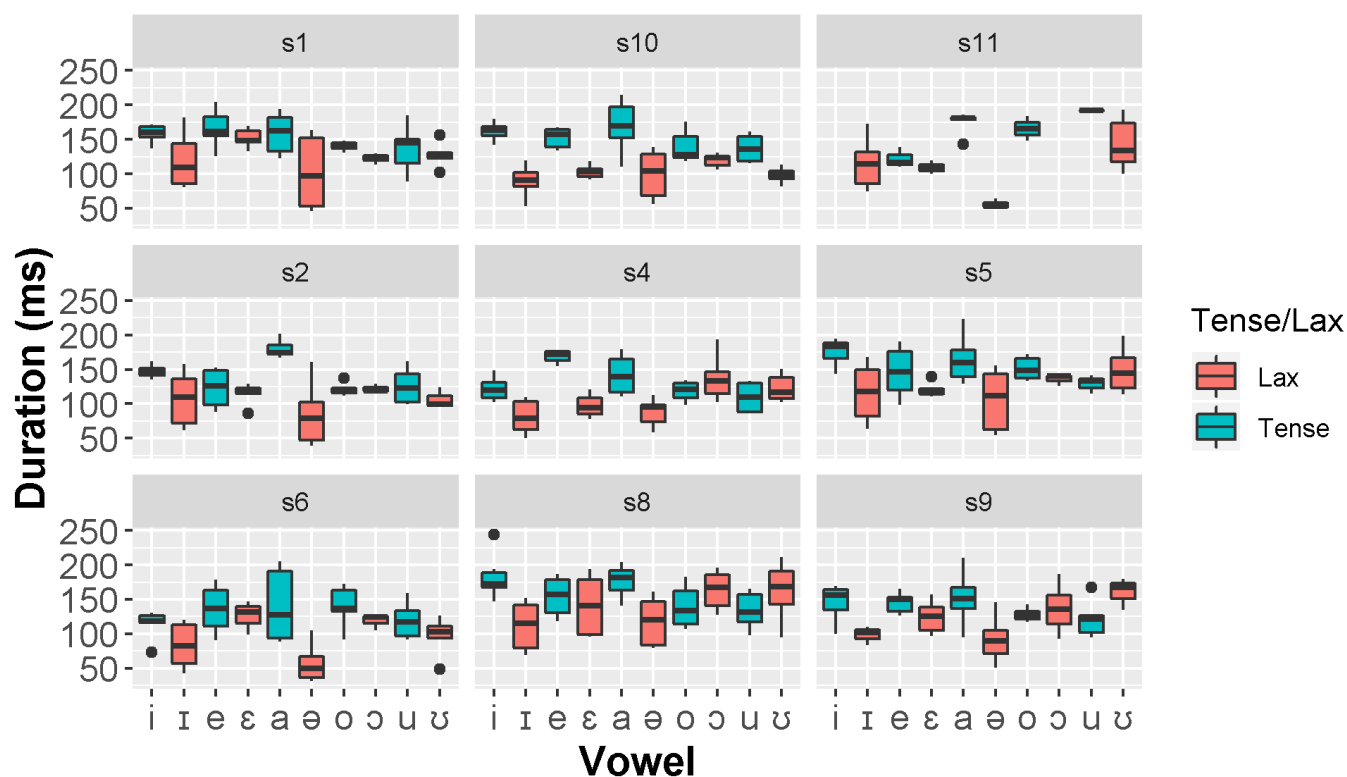 s1 s10 s11
250
200
150
100
50
s2 s4 s5
250
200
150
100
50
s6 s8 s9
250
200
150
100
50
i ɪ e ɛ a ə o ɔ u ʊ
i ɪ e ɛ a ə o ɔ u ʊ
i ɪ e ɛ a ə o ɔ u ʊ
Vowel
Duration (ms)
Tense/Lax
Lax
Tense